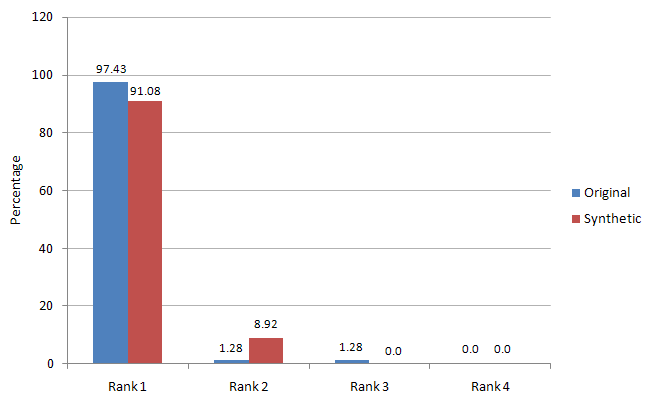 120
100
80
60
40
20
0
Percentage
97.43
91.08
1.28
8.92
1.28
0.0
0.0
0.0
Rank 1
Rank 2
Rank 3
Rank 4
Original
Synthetic